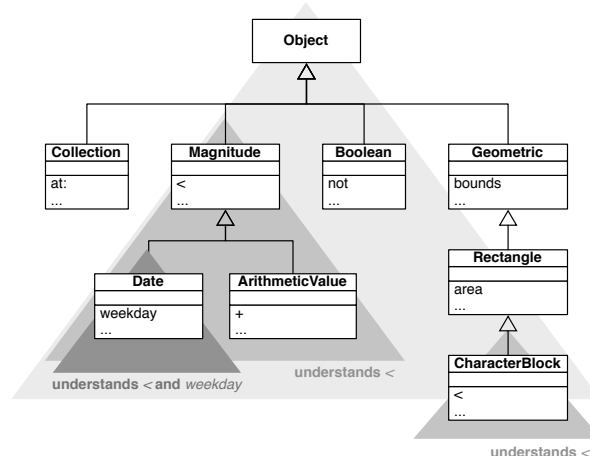 Object
Collection
at:
...
Magnitude
<
...
Boolean
not
...
Geometric
bounds
...
Date
weekday
...
ArithmeticValue
+
...
Rectangle
area
...
CharacterBlock
<
...
understands < and weekday
understands <
understands <